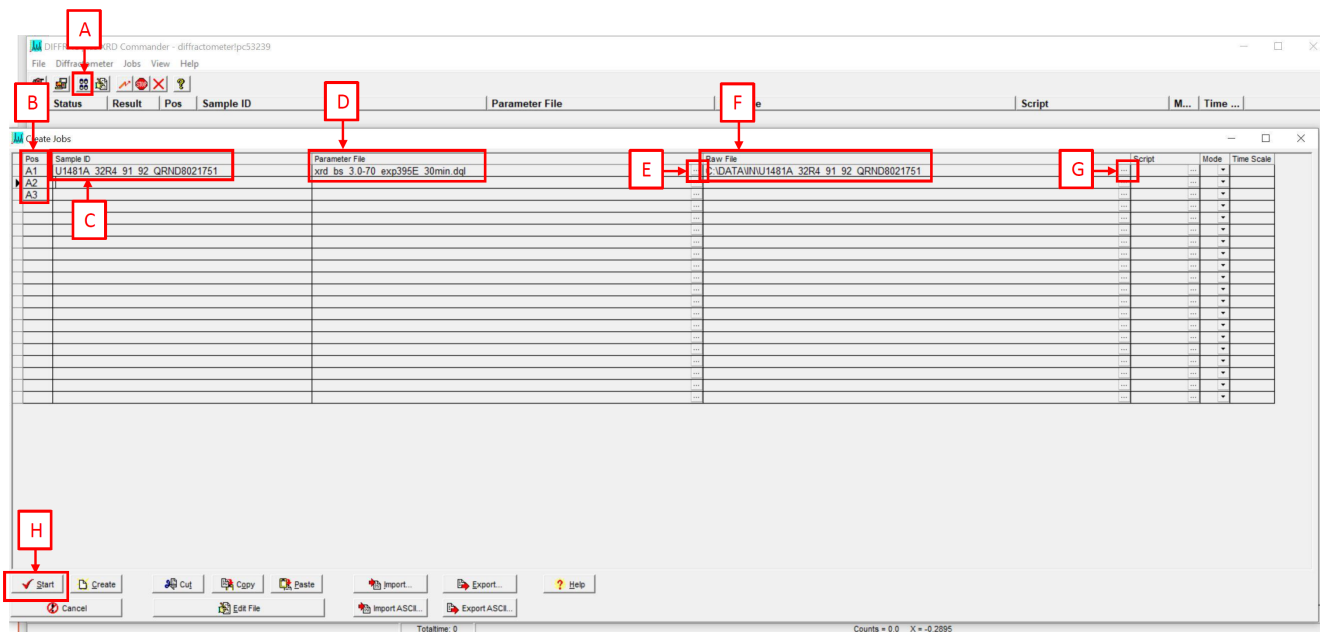 A
DIFFR XRD Commander - diffractometer!pc53239
File Diffractometer Jobs View Help
B
Status Result Pos Sample ID Parameter File e Script M... Time ...
D
F
Create Jobs
Pos Sample ID Parameter File Raw File Script Mode Time Scale
A1 U1481A 32R4 91 92 QRND8021751 xrd bs 3.0-70 exp395E 30min.dql ... C:\DATA\IN\U1481A 32R4 91 92 QRND8021751 ... ...
E
G
A2
A3
C
H
Start Create Cut Copy Paste Import... Export... Help
Cancel Edit File Import ASCII... Export ASCII...
Totaltime: 0 Counts = 0.0 X = -0.2895